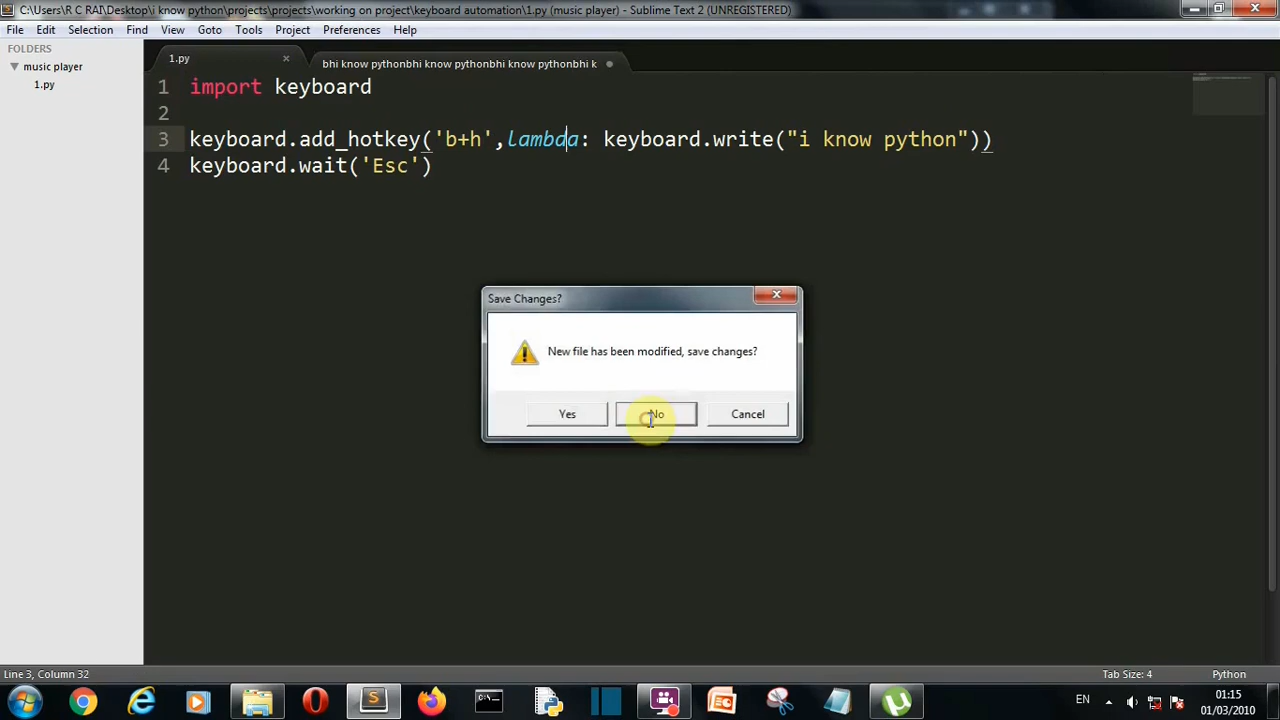 C:\Users\R C RAI\Desktop\i know python\projects\projects\working on project\keyboard automation\1.py (music player) - Sublime Text 2 (UNREGISTERED)
File Edit Selection Find View Goto Tools Project Preferences Help
FOLDERS
music player
1.py
1.py
bhi know pythonbhi know pythonbhi know pythonbhi k
1 import keyboard
2
3 keyboard.add_hotkey('b+h',lambda: keyboard.write("i know python"))
4 keyboard.wait('Esc')
Save Changes?
New file has been modified, save changes?
Yes No Cancel
Line 3, Column 32
Tab Size: 4 Python
EN
01:15
01/03/2010